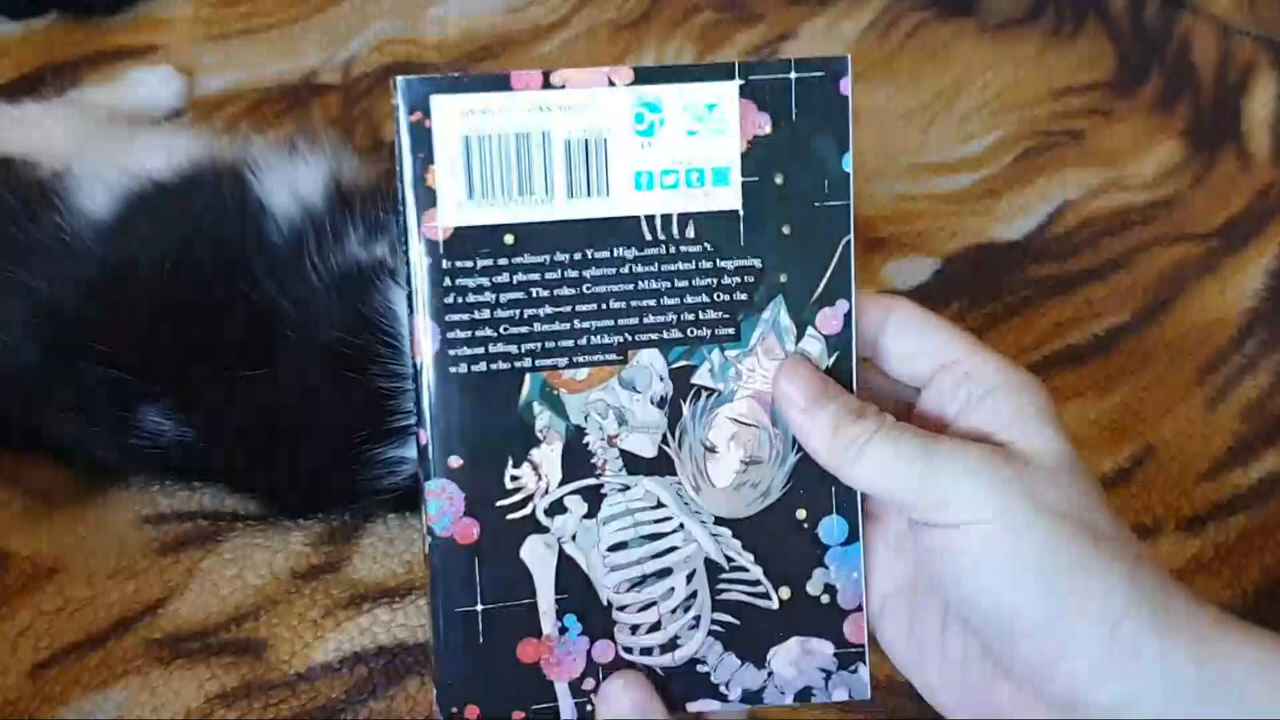 It was just an ordinary day at Yami High...until it wasn't.
A ringing cell phone and the splatter of blood marked the beginning
of a deadly game. The rules: Contractor Mikiya has thirty days to
curse-kill thirty people—or meet a fate worse than death. On the
other side, Curse-Breaker Saeyama must identify the killer...
without falling prey to one of Mikiya's curse-kills. Only time
will tell who will emerge victorious...